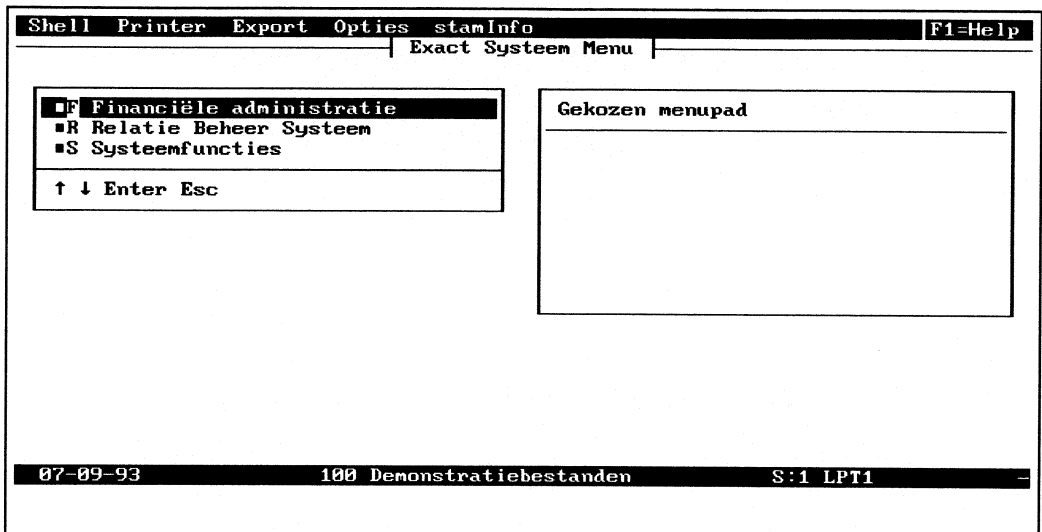 Shell Printer Export Opties stamInfo F1=Help
Exact Systeem Menu
▪F Financiële administratie
▪R Relatie Beheer Systeem
▪S Systeemfuncties
↑ ↓ Enter Esc
Gekozen menupad
07-09-93 100 Demonstratiebestanden S:1 LPT1 –